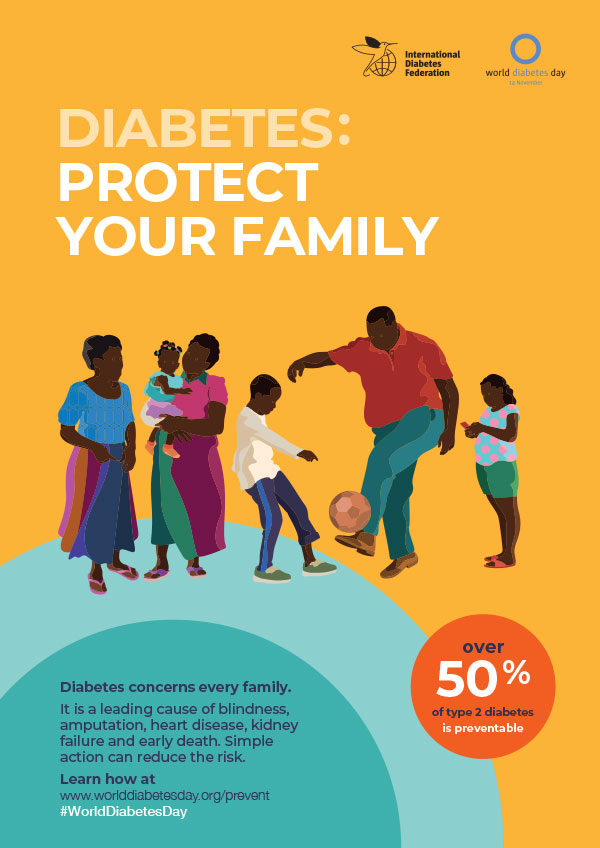 International
Diabetes
Federation
world diabetes day
14 November
DIABETES:
PROTECT
YOUR FAMILY
over
50%
of type 2 diabetes
is preventable
Diabetes concerns every family.
It is a leading cause of blindness,
amputation, heart disease, kidney
failure and early death. Simple
action can reduce the risk.
Learn how at
www.worlddiabetesday.org/prevent
#WorldDiabetesDay